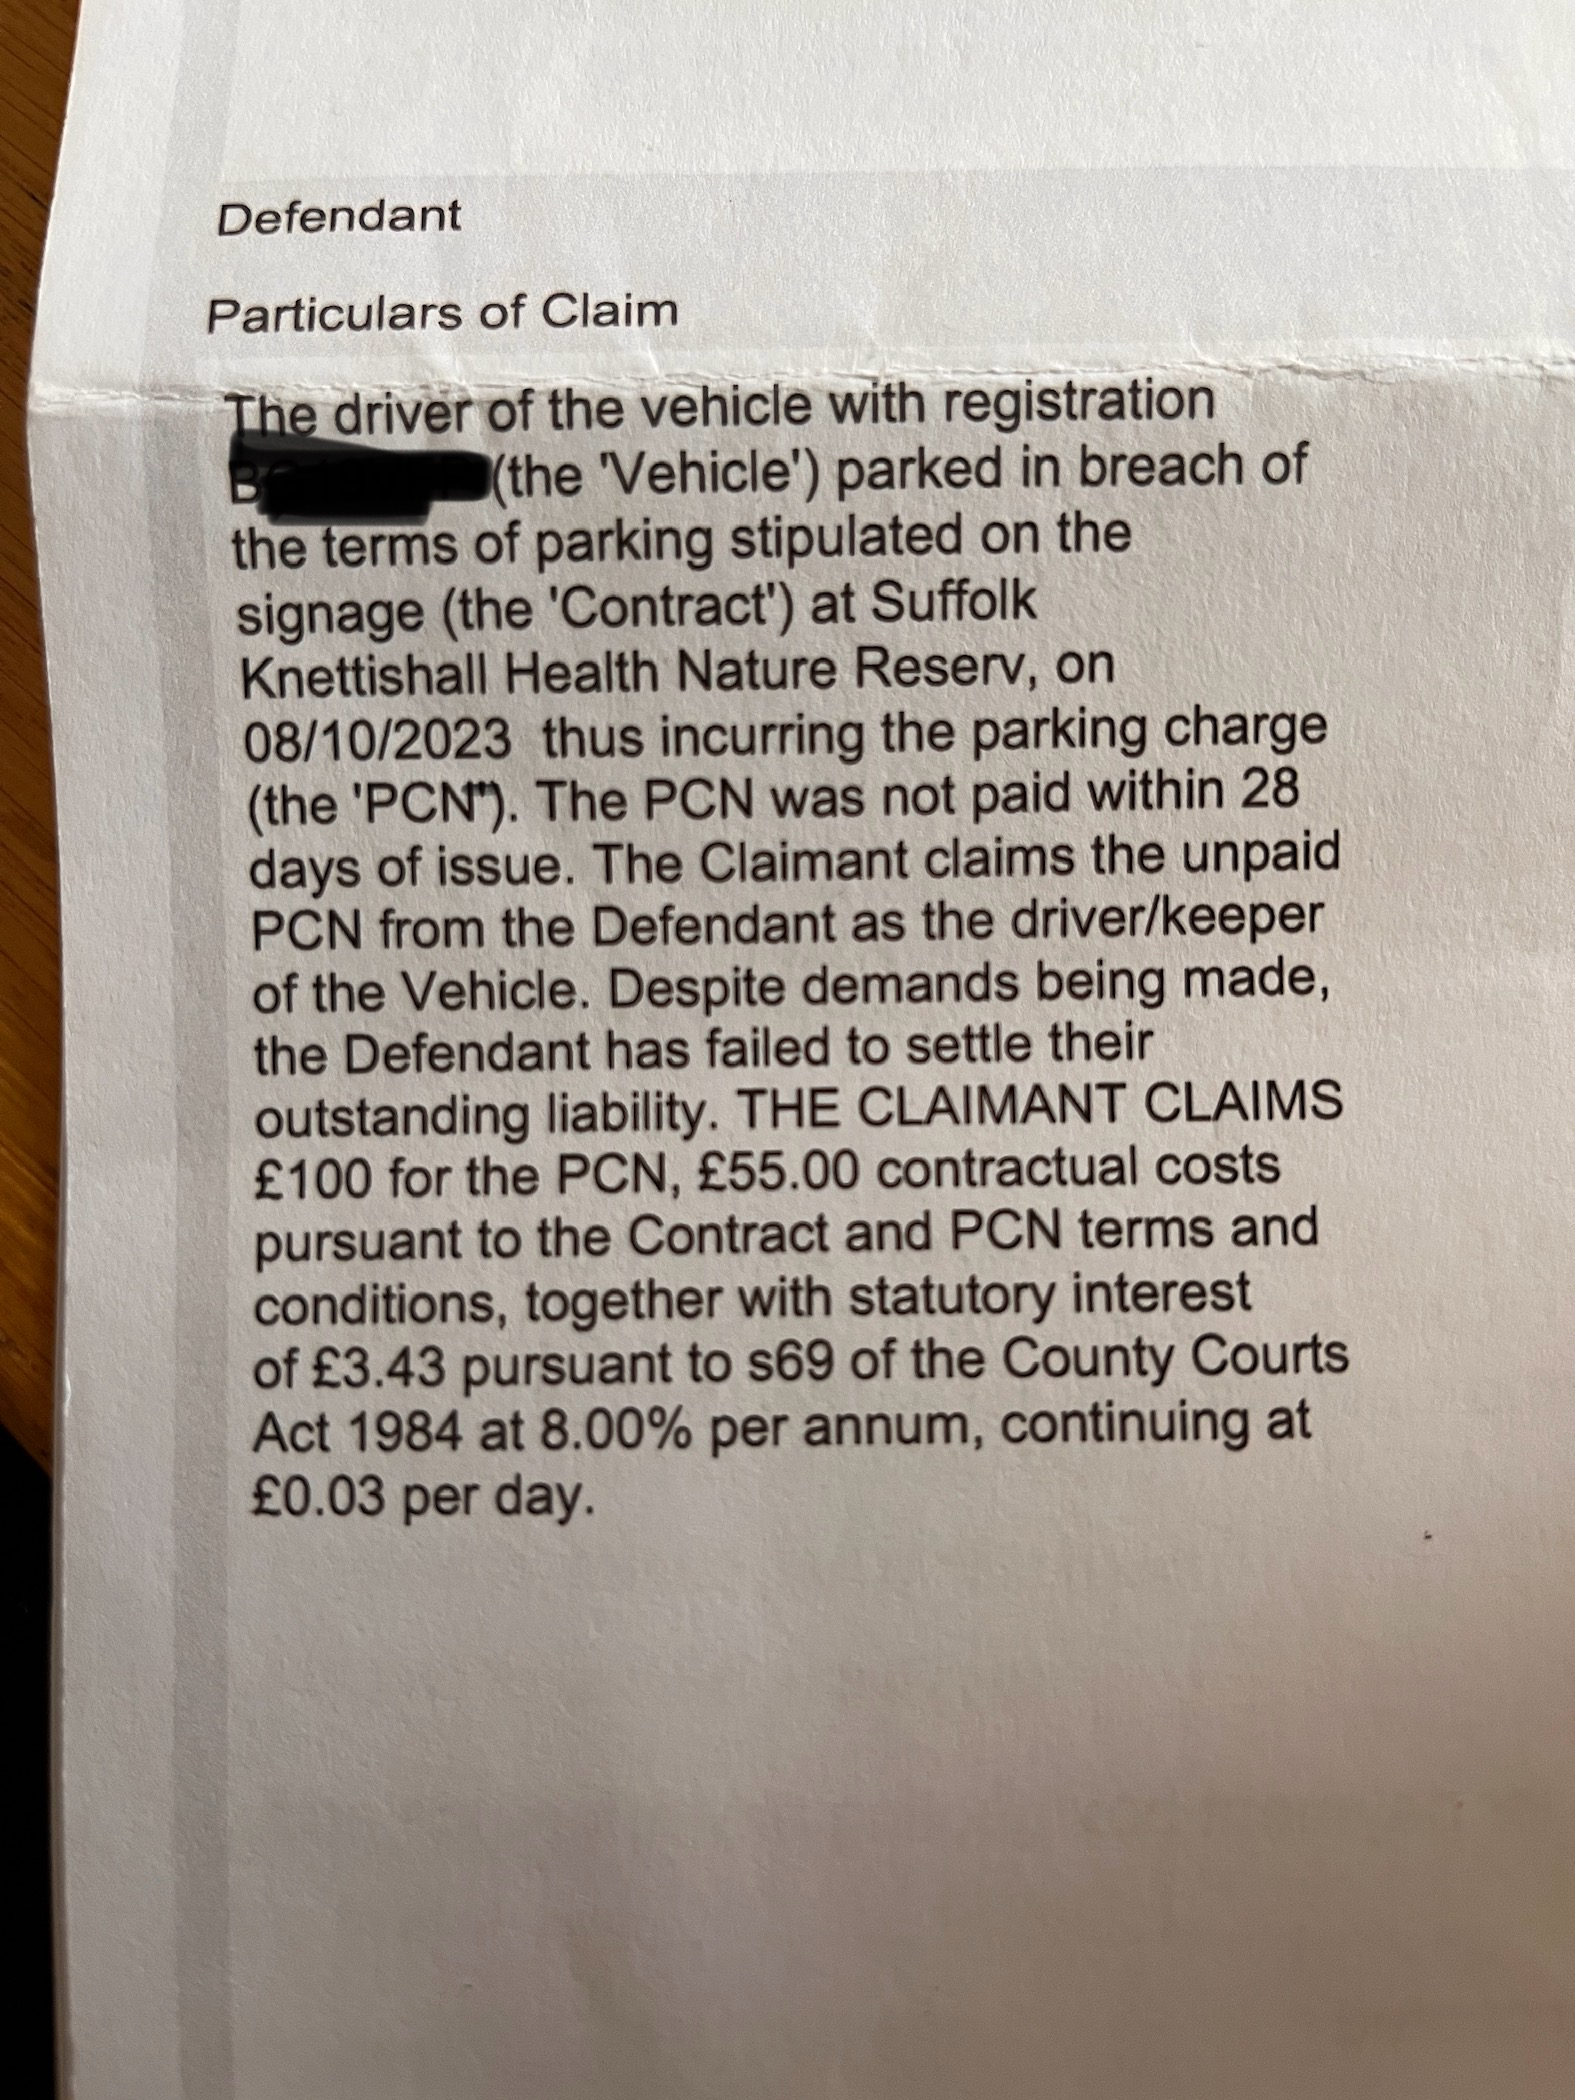 Defendant
Particulars of Claim
The driver of the vehicle with registration
(the 'Vehicle') parked in breach of
the terms of parking stipulated on the
signage (the 'Contract') at Suffolk
Knettishall Health Nature Reserv, on
08/10/2023 thus incurring the parking charge
(the 'PCN'). The PCN was not paid within 28
days of issue. The Claimant claims the unpaid
PCN from the Defendant as the driver/keeper
of the Vehicle. Despite demands being made,
the Defendant has failed to settle their
outstanding liability. THE CLAIMANT CLAIMS
£100 for the PCN, £55.00 contractual costs
pursuant to the Contract and PCN terms and
conditions, together with statutory interest
of £3.43 pursuant to s69 of the County Courts
Act 1984 at 8.00% per annum, continuing at
£0.03 per day.